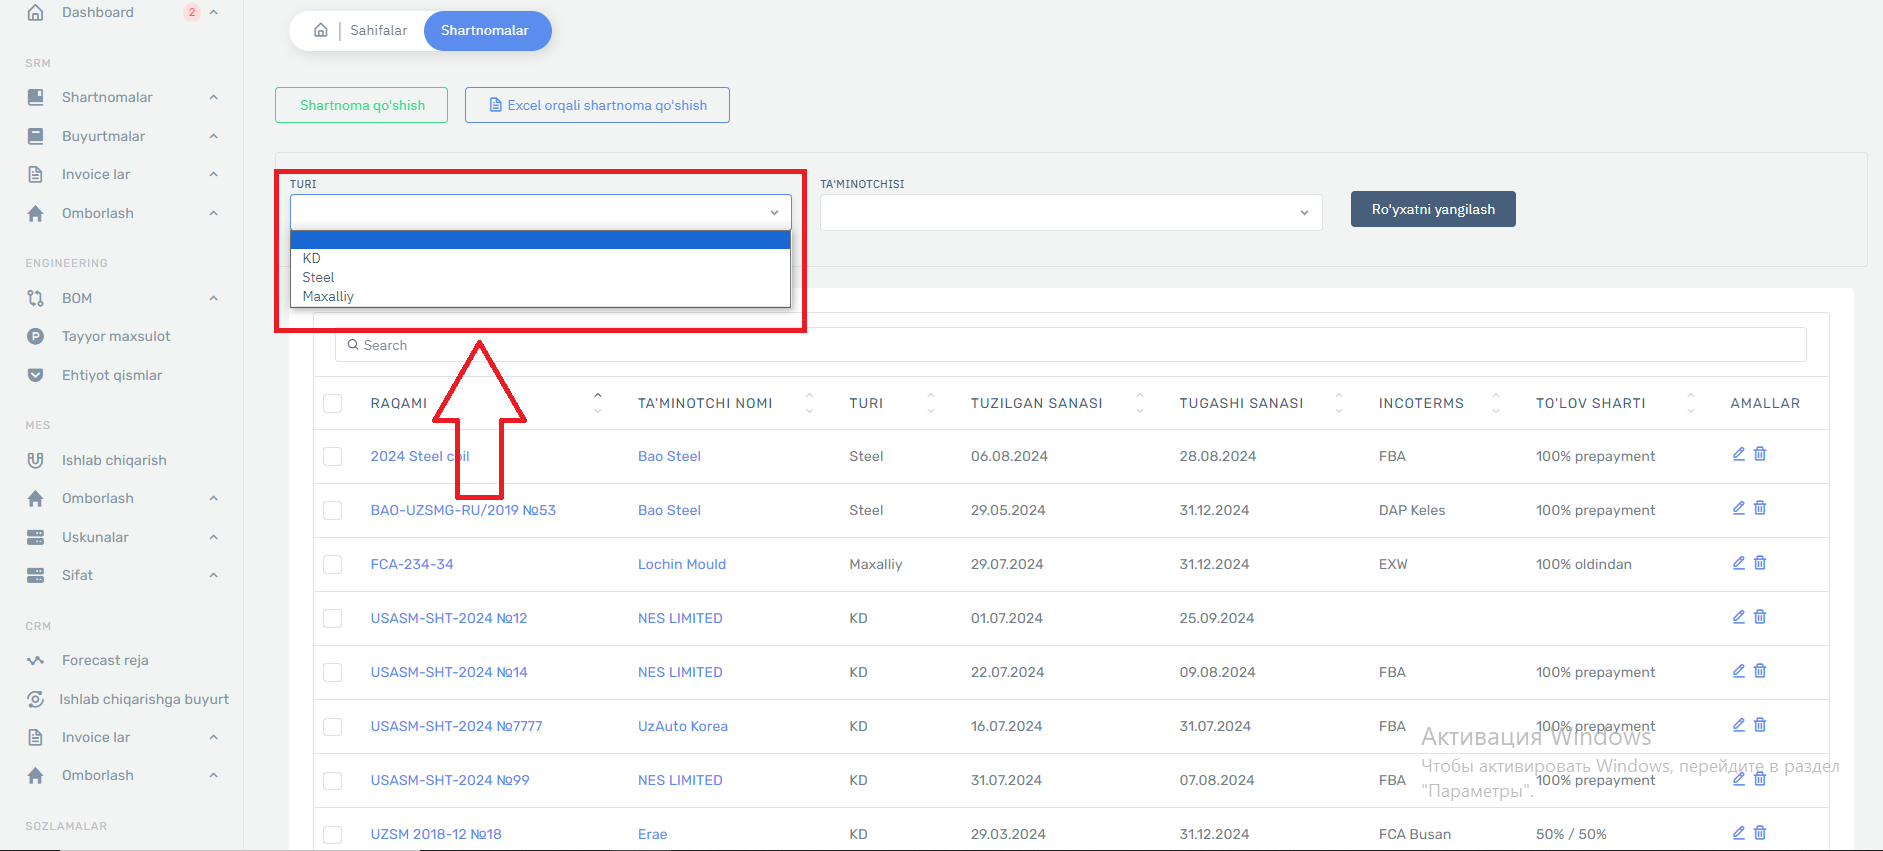 Dashboard 2
SRM
Shartnomalar
Buyurtmalar
Invoice lar
Omborlash
ENGINEERING
BOM
Tayyor maxsulot
Ehtiyot qismlar
MES
Ishlab chiqarish
Omborlash
Uskunalar
Sifat
CRM
Forecast reja
Ishlab chiqarishga buyurt
Invoice lar
Omborlash
SOZLAMALAR
Sahifalar Shartnomalar
Shartnoma qo'shish Excel orqali shartnoma qo'shish
TURI TA'MINOTCHISI
Ro'yxatni yangilash
KD
Steel
Maxalliy
Search
RAQAMI TA'MINOTCHI NOMI TURI TUZILGAN SANASI TUGASHI SANASI INCOTERMS TO'LOV SHARTI AMALLAR
2024 Steel coil Bao Steel Steel 06.08.2024 28.08.2024 FBA 100% prepayment
BAO-UZSMG-RU/2019 №53 Bao Steel Steel 29.05.2024 31.12.2024 DAP Keles 100% prepayment
FCA-234-34 Lochin Mould Maxalliy 29.07.2024 31.12.2024 EXW 100% oldindan
USASM-SHT-2024 №12 NES LIMITED KD 01.07.2024 25.09.2024
USASM-SHT-2024 №14 NES LIMITED KD 22.07.2024 09.08.2024 FBA 100% prepayment
USASM-SHT-2024 №7777 UzAuto Korea KD 16.07.2024 31.07.2024 FBA 100% prepayment
USASM-SHT-2024 №99 NES LIMITED KD 31.07.2024 07.08.2024 FBA 100% prepayment
UZSM 2018-12 №18 Erae KD 29.03.2024 31.12.2024 FCA Busan 50% / 50%
Активация Windows
Чтобы активировать Windows, перейдите в раздел
"Параметры".